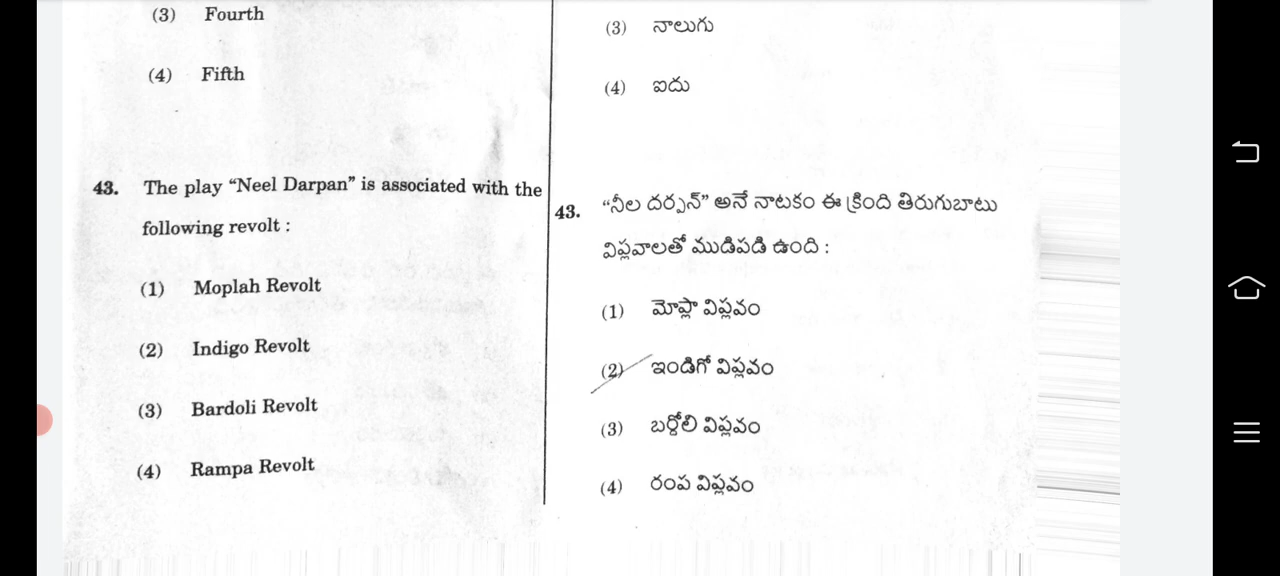 (3) Fourth
(4) Fifth
43. The play “Neel Darpan” is associated with the
following revolt :
(1) Moplah Revolt
(2) Indigo Revolt
(3) Bardoli Revolt
(4) Rampa Revolt
(3) నాలుగు
(4) ఐదు
43. “నీల దర్పన్” అనే నాటకం ఈ క్రింది తిరుగుబాటు
విప్లవాలతో ముడిపడి ఉంది :
(1) మోప్లా విప్లవం
(2) ఇండిగో విప్లవం
(3) బర్డోలి విప్లవం
(4) రంప విప్లవం